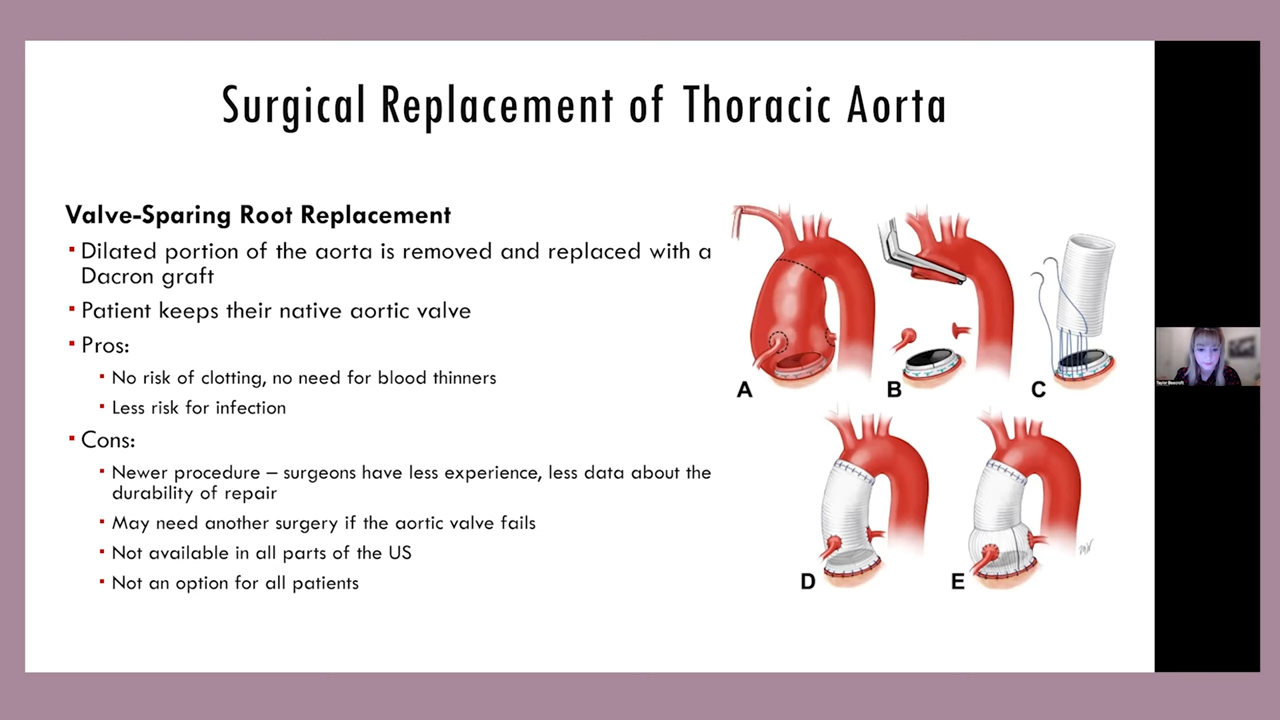 Surgical Replacement of Thoracic Aorta
Valve-Sparing Root Replacement
Dilated portion of the aorta is removed and replaced with a
Dacron graft
Patient keeps their native aortic valve
Pros:
No risk of clotting, no need for blood thinners
Less risk for infection
Cons:
Newer procedure – surgeons have less experience, less data about the
durability of repair
May need another surgery if the aortic valve fails
Not available in all parts of the US
Not an option for all patients
A
B
C
D
E
Taylor Beecroft